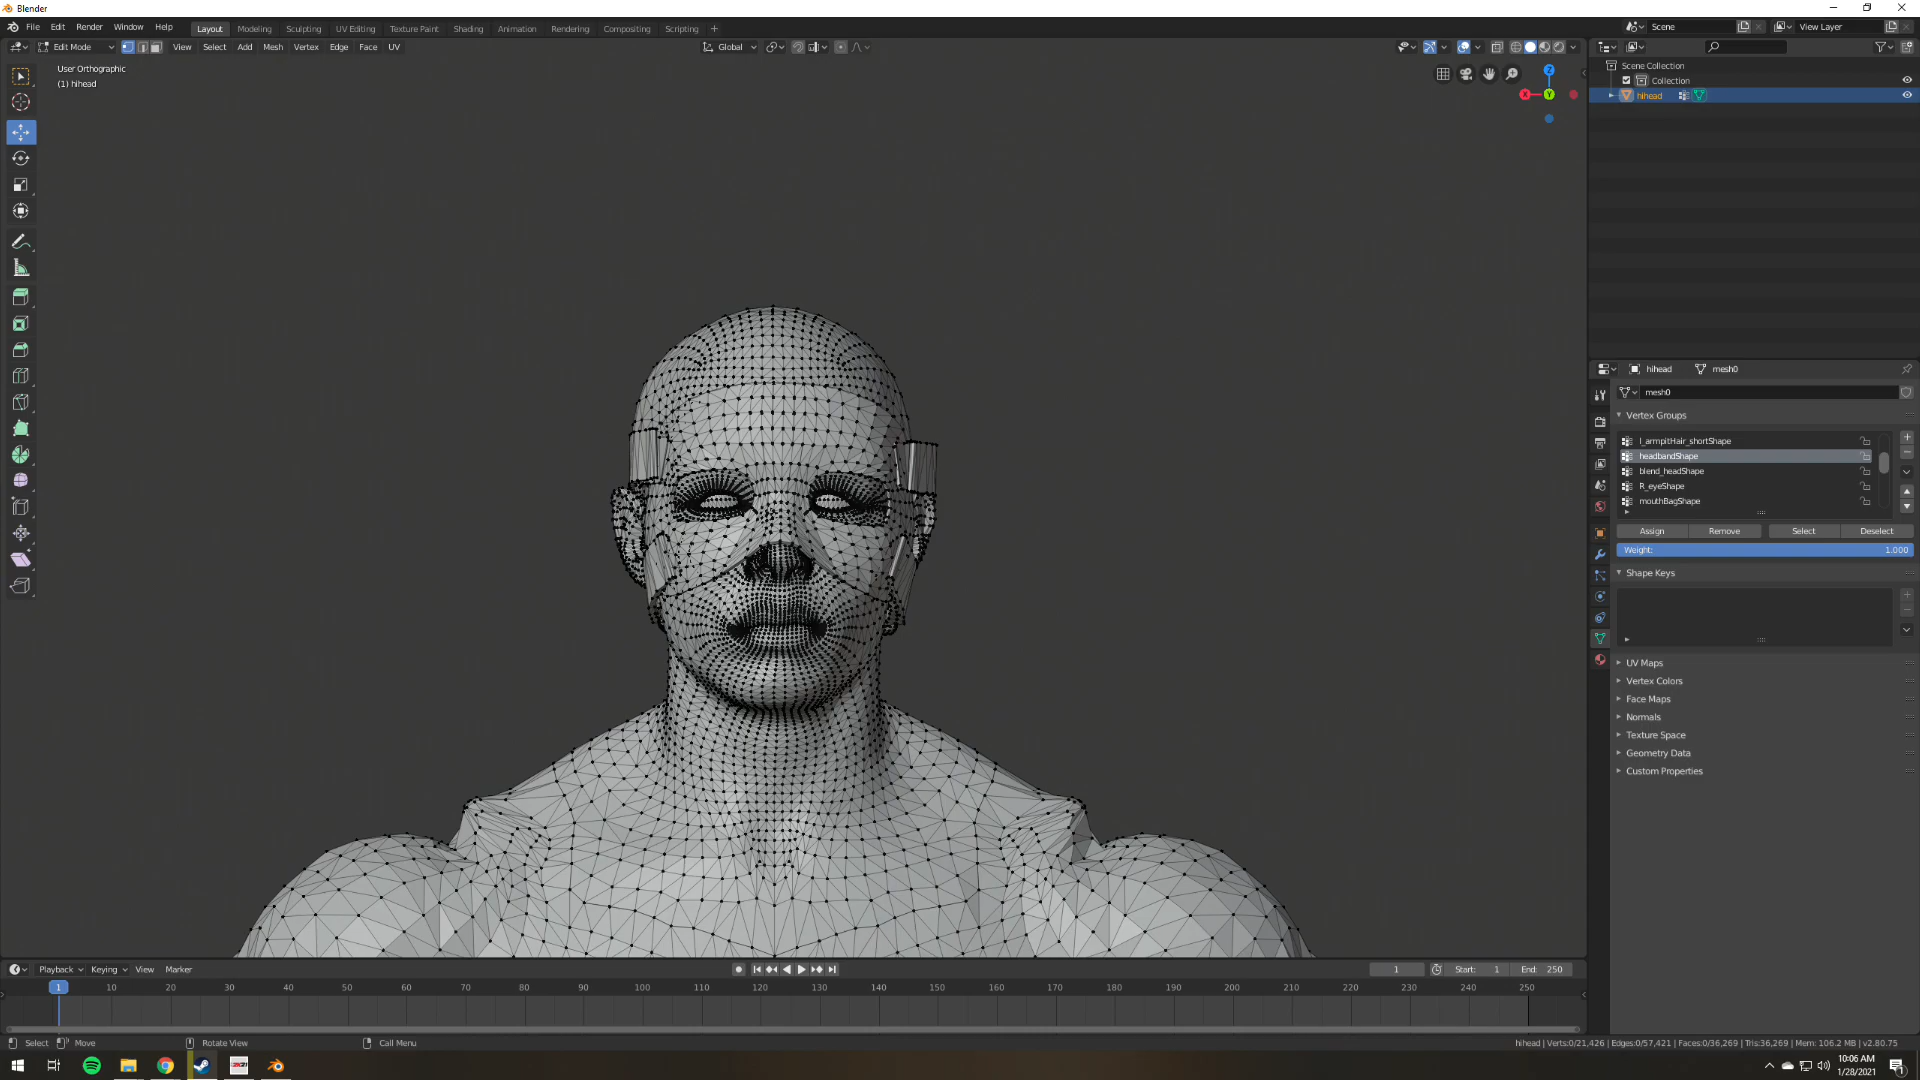 Blender
File Edit Render Window Help Layout Modeling Sculpting UV Editing Texture Paint Shading Animation Rendering Compositing Scripting + Scene View Layer
Edit Mode View Select Add Mesh Vertex Edge Face UV Global
User Orthographic
(1) hihead
Z
X Y
Scene Collection
Collection
hihead
hihead mesh0
mesh0
Vertex Groups
l_armpitHair_shortShape
headbandShape
blend_headShape
R_eyeShape
mouthBagShape
Assign Remove Select Deselect
Weight: 1.000
Shape Keys
UV Maps
Vertex Colors
Face Maps
Normals
Texture Space
Geometry Data
Custom Properties
Playback Keying View Marker 1 Start: 1 End: 250
1 10 20 30 40 50 60 70 80 90 100 110 120 130 140 150 160 170 180 190 200 210 220 230 240 250
Select Move Rotate View Call Menu hihead | Verts:0/21,426 | Edges:0/57,421 | Faces:0/36,269 | Tris:36,269 | Mem: 106.2 MB | v2.80.75
10:06 AM
1/28/2021